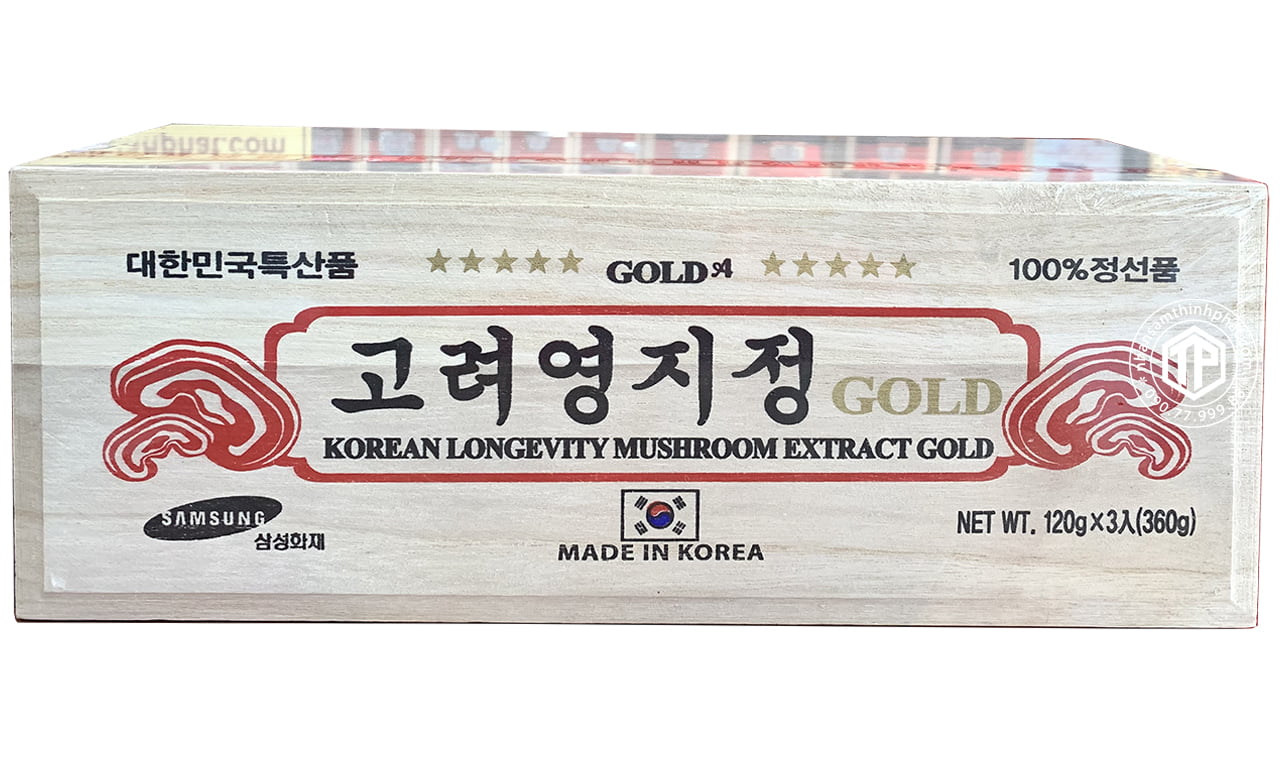 대한민국특산품
GOLD
100%정선품
고려영지정 GOLD
KOREAN LONGEVITY MUSHROOM EXTRACT GOLD
SAMSUNG
삼성화재
MADE IN KOREA
NET WT. 120g×3入(360g)
TP